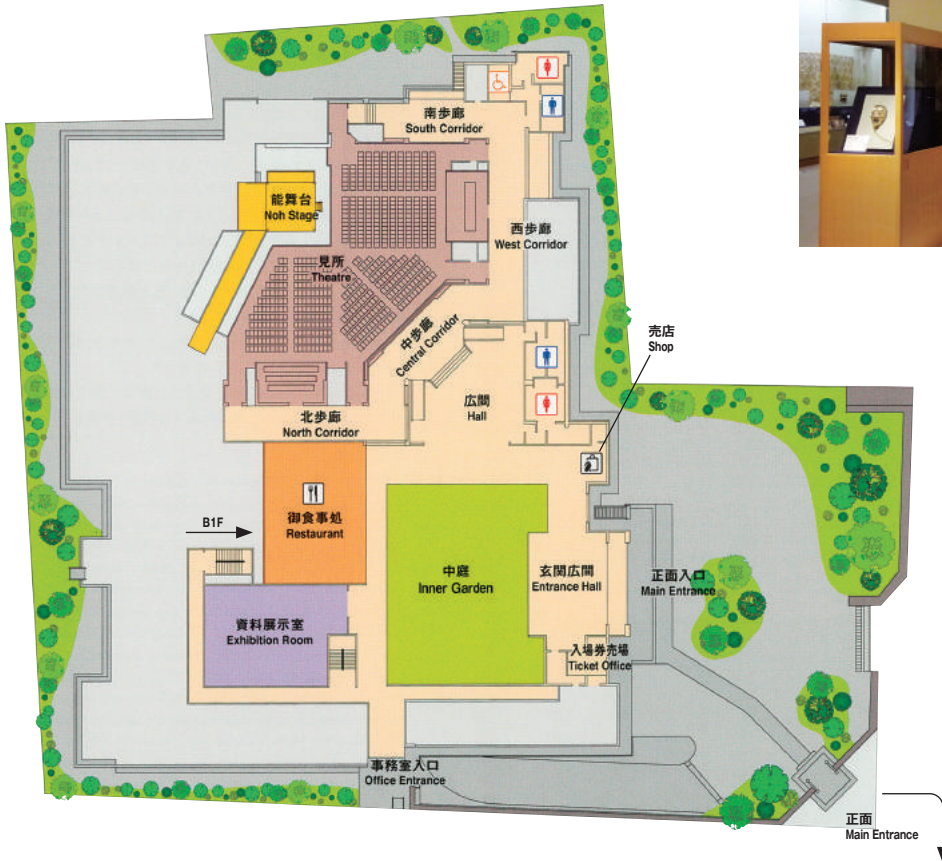 南歩廊
South Corridor
能舞台
Noh Stage
西歩廊
West Corridor
見所
Theatre
中歩廊
Central Corridor
売店
Shop
広間
Hall
北歩廊
North Corridor
御食事処
Restaurant
B1F
中庭
Inner Garden
玄関広間
Entrance Hall
正面入口
Main Entrance
資料展示室
Exhibition Room
入場券売場
Ticket Office
事務室入口
Office Entrance
正面
Main Entrance